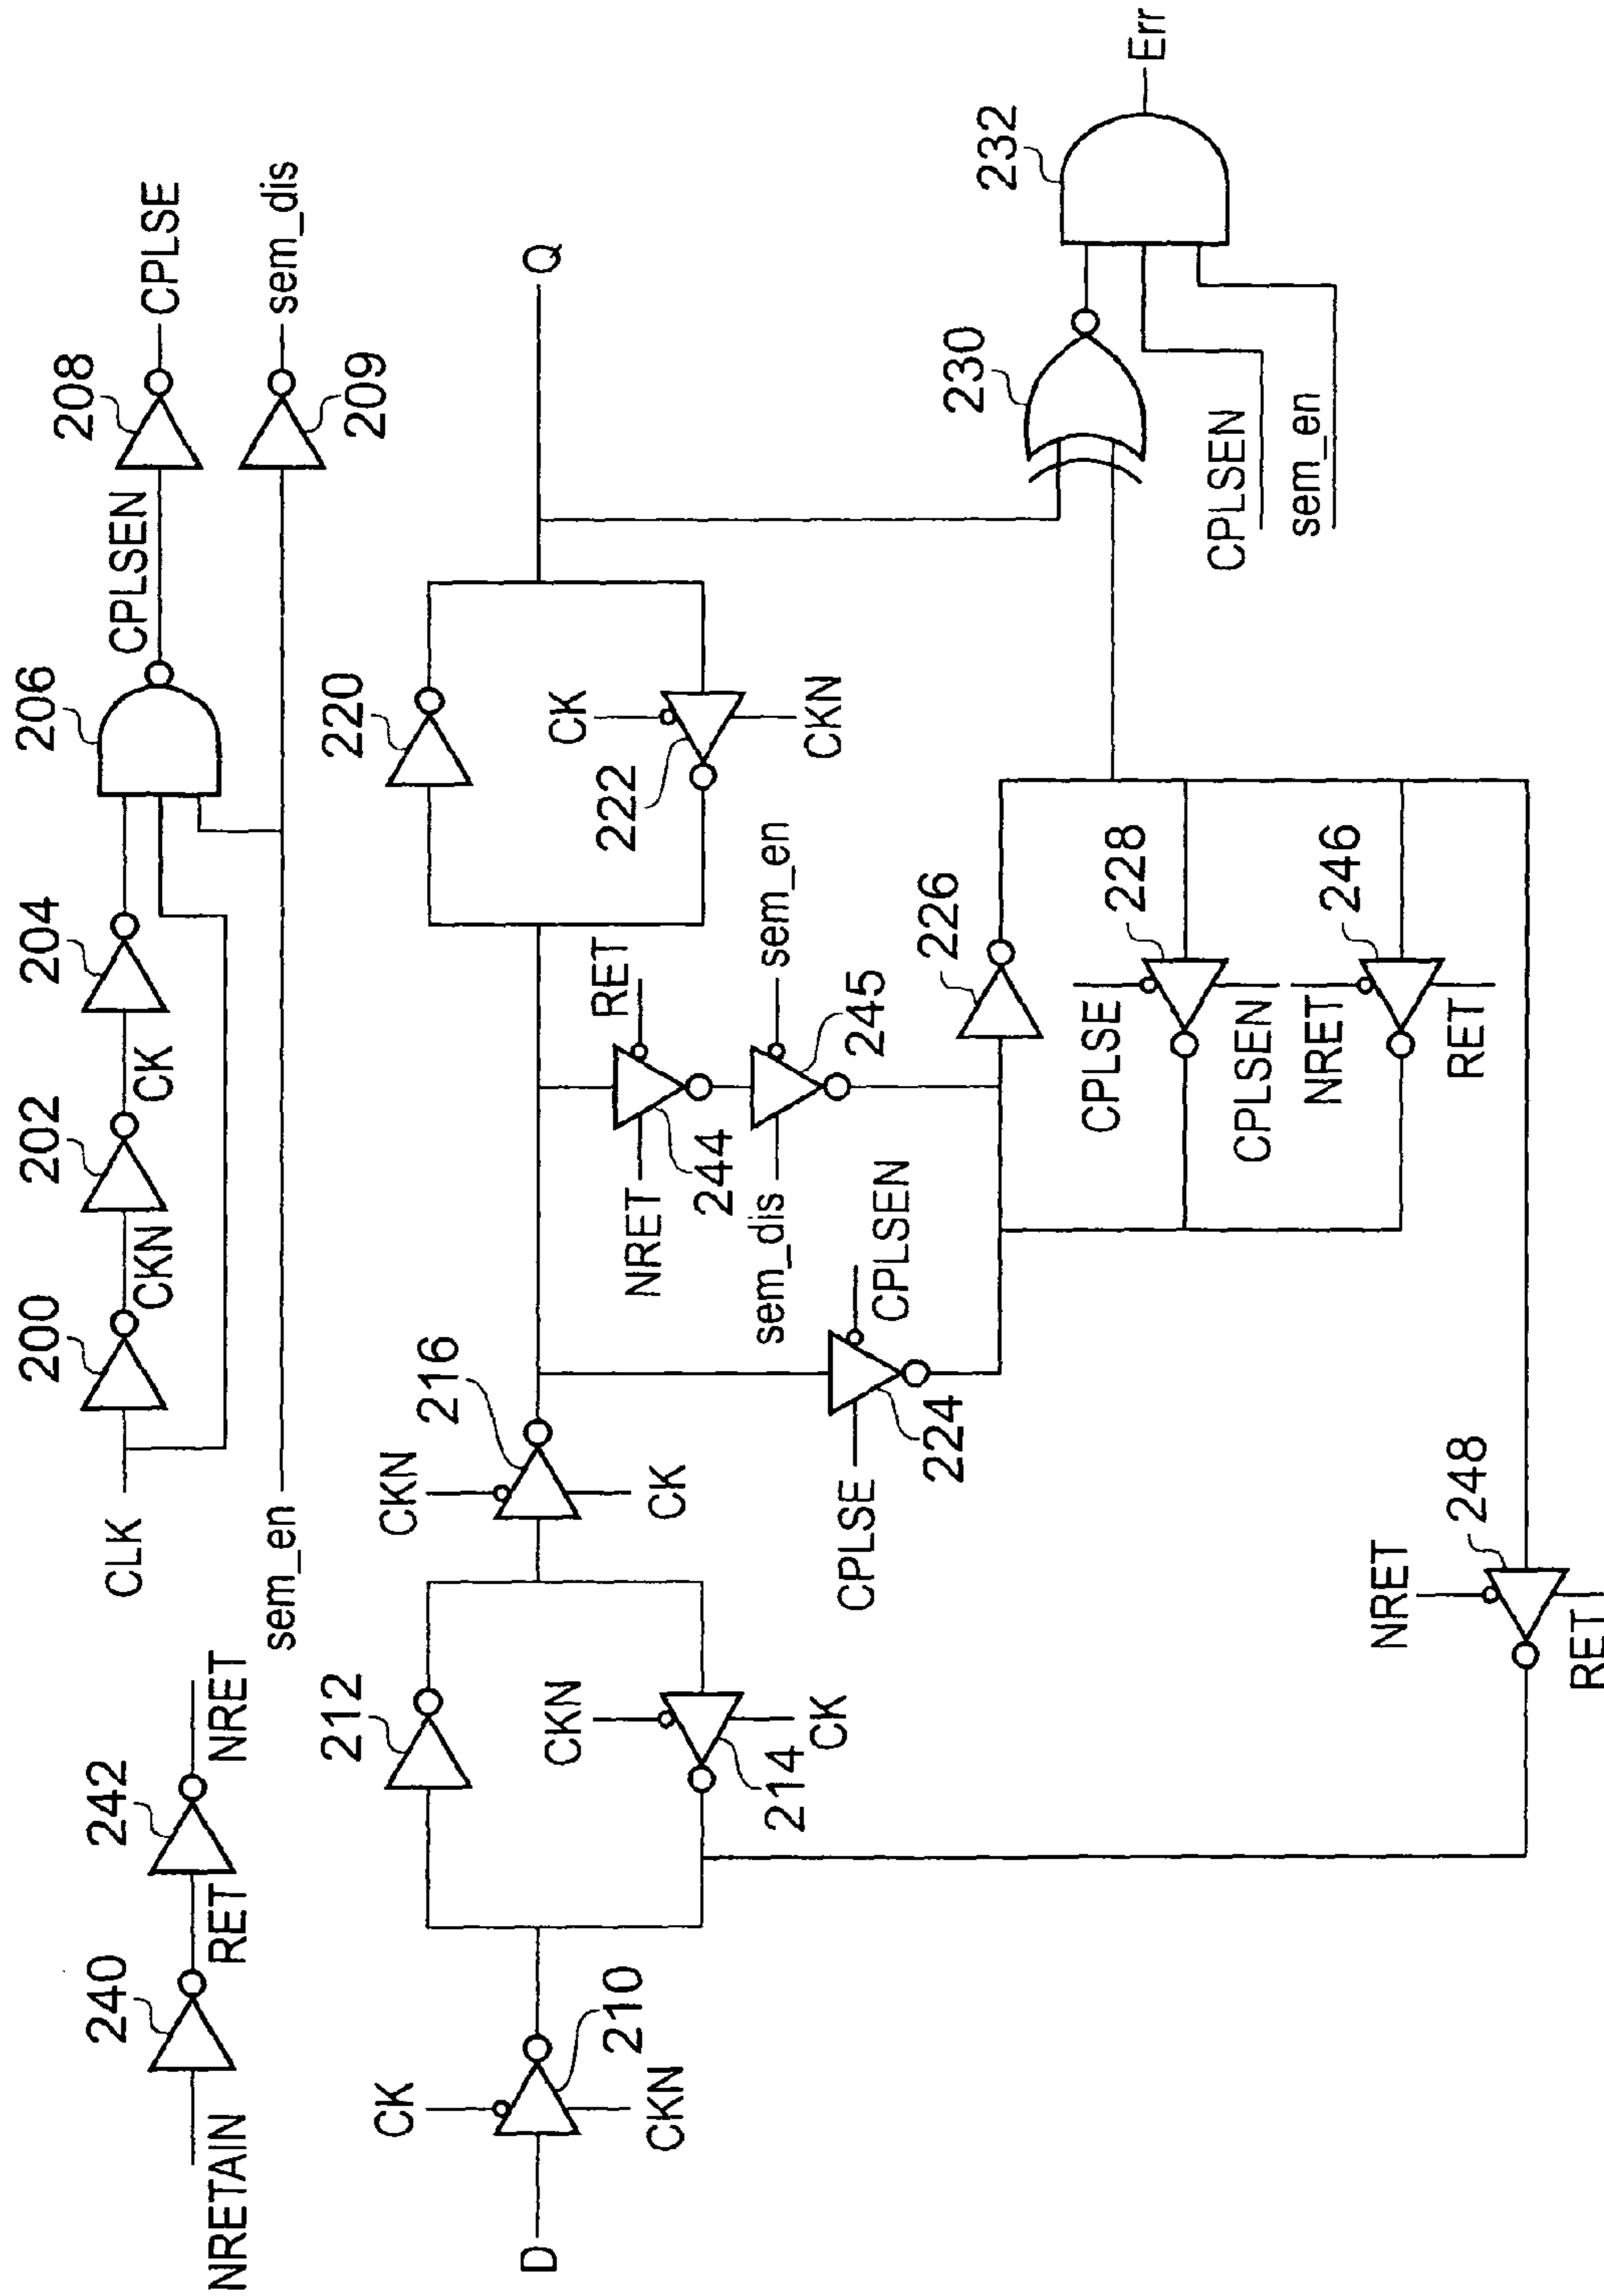 NRETAIN
240
RET
242
NRET
CLK
200
CKN
202
CK
204
206
CPLSEN
208
CPLSE
sem_en
209
sem_dis
D
CK
210
CKN
212
CKN
214
CK
CKN
216
CK
220
CK
222
CKN
Q
NRET
244
RET
sem_dis
245
sem_en
CPLSE
224
CPLSEN
226
CPLSE
228
CPLSEN
NRET
246
RET
NRET
248
RET
230
232
CPLSEN
sem_en
Err